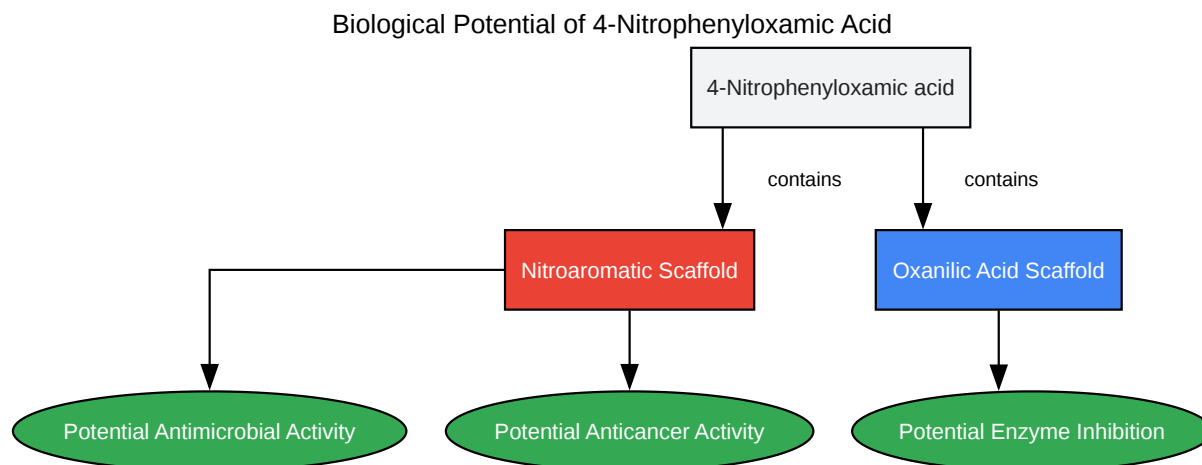 Biological Potential of 4-Nitrophenyloxamic Acid
4-Nitrophenyloxamic acid
contains
contains
Nitroaromatic Scaffold
Oxanilic Acid Scaffold
Potential Antimicrobial Activity
Potential Anticancer Activity
Potential Enzyme Inhibition